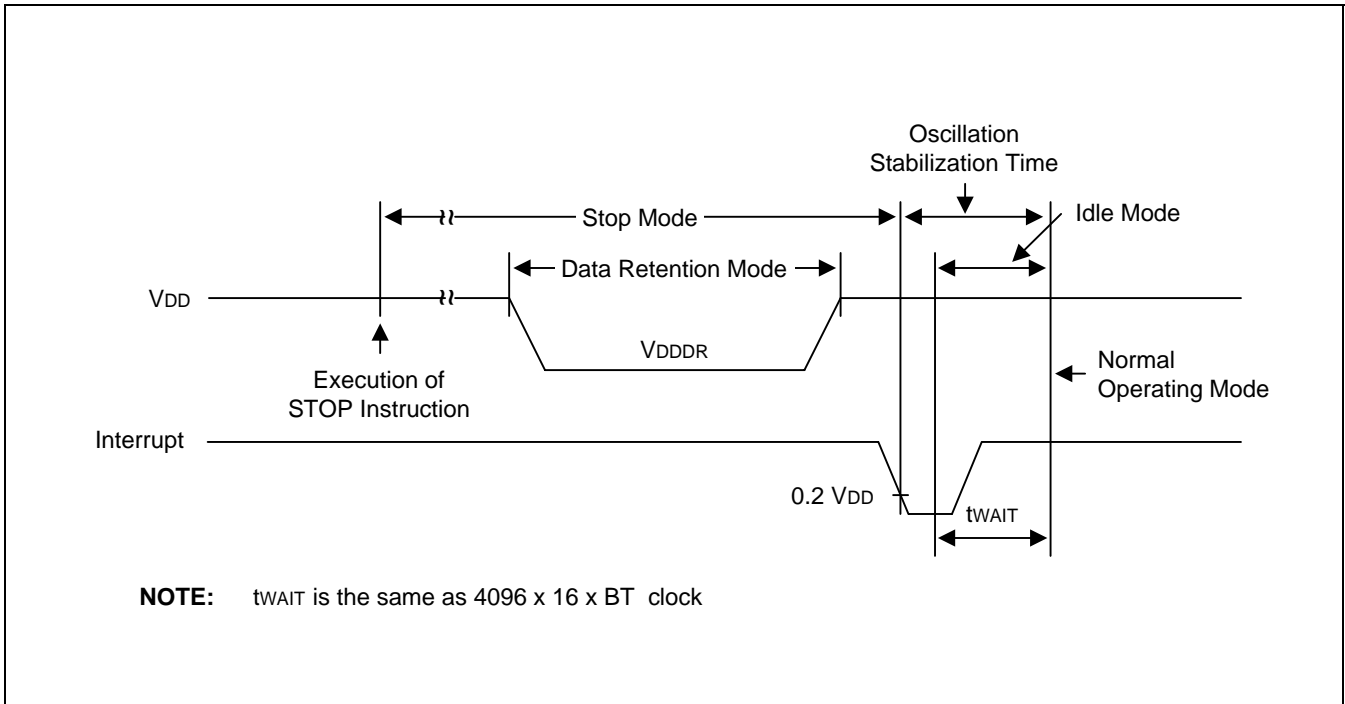 Oscillation
Stabilization Time
Idle Mode
Stop Mode
Data Retention Mode
VDD
VDDDR
Execution of
STOP Instruction
Normal
Operating Mode
Interrupt
0.2 VDD
tWAIT
NOTE: tWAIT is the same as 4096 x 16 x BT clock